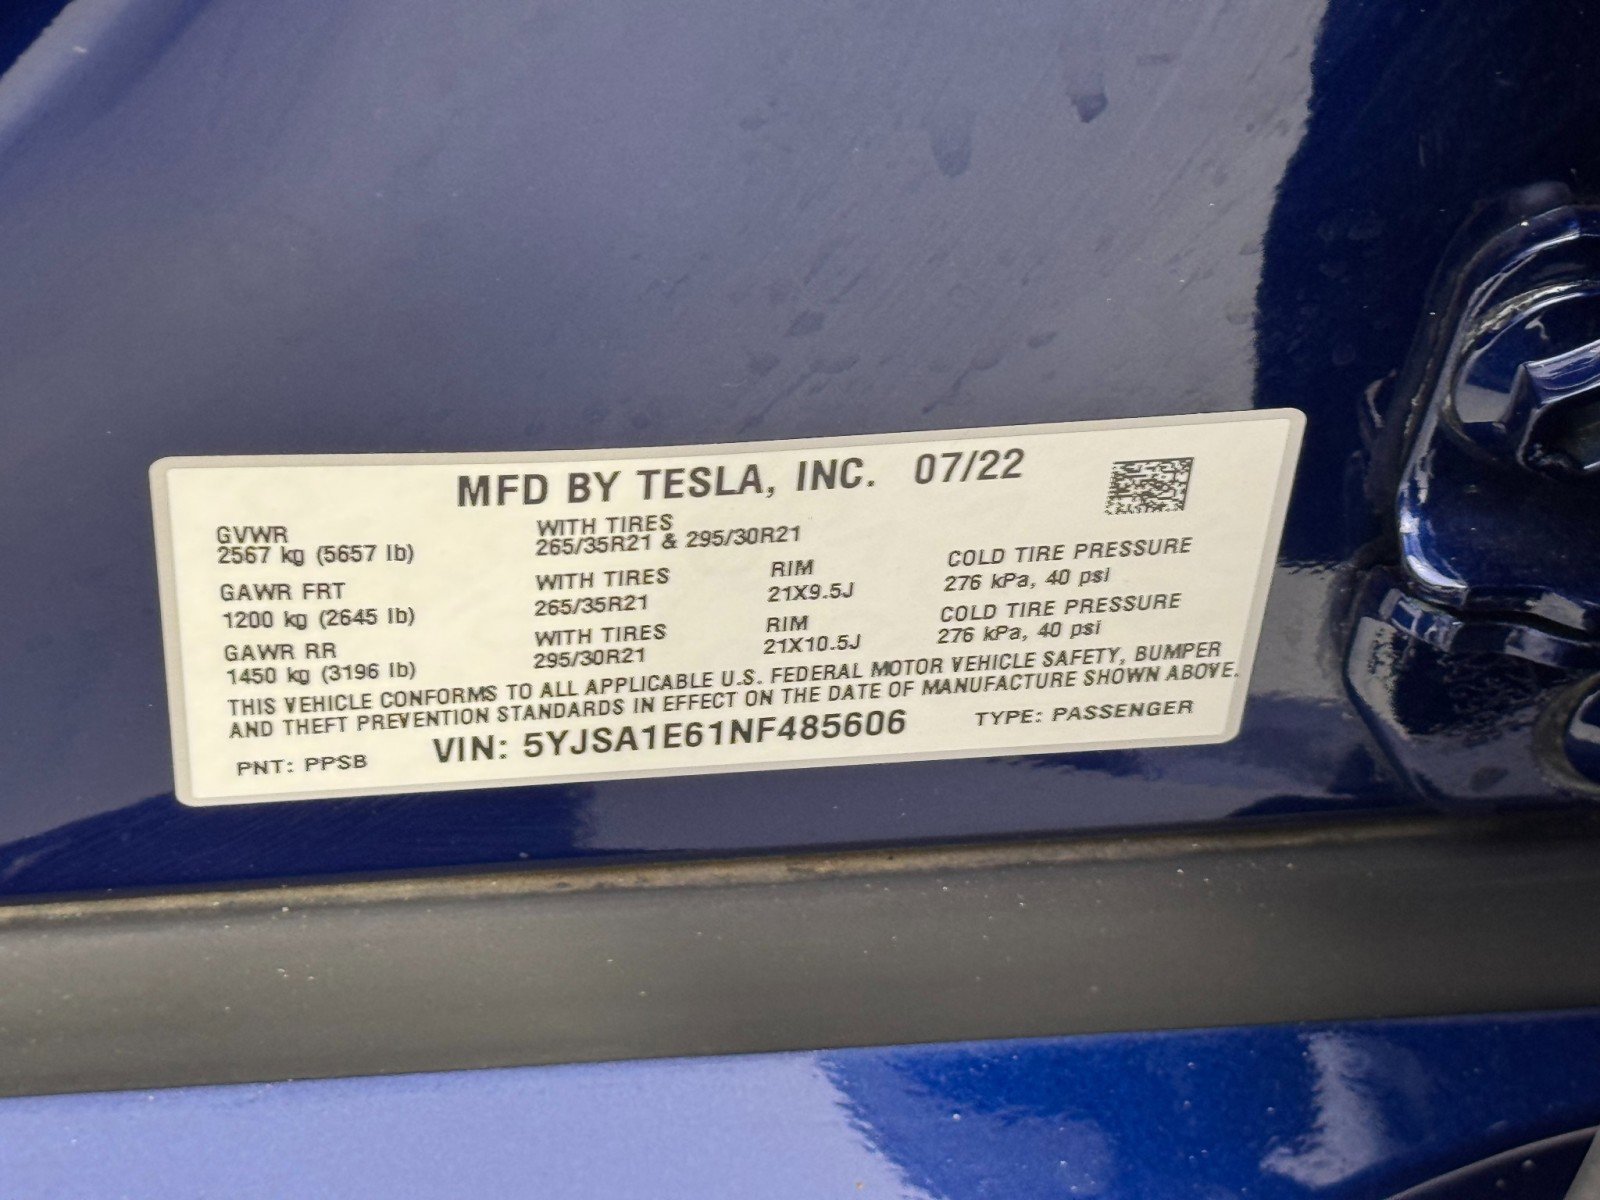 MFD BY TESLA, INC. 07/22
GVWR
2567 kg (5657 lb)
WITH TIRES
265/35R21 & 295/30R21
GAWR FRT
1200 kg (2645 lb)
WITH TIRES
265/35R21
RIM
21X9.5J
COLD TIRE PRESSURE
276 kPa, 40 psi
GAWR RR
1450 kg (3196 lb)
WITH TIRES
295/30R21
RIM
21X10.5J
COLD TIRE PRESSURE
276 kPa, 40 psi
THIS VEHICLE CONFORMS TO ALL APPLICABLE U.S. FEDERAL MOTOR VEHICLE SAFETY, BUMPER
AND THEFT PREVENTION STANDARDS IN EFFECT ON THE DATE OF MANUFACTURE SHOWN ABOVE.
PNT: PPSB VIN: 5YJSA1E61NF485606 TYPE: PASSENGER